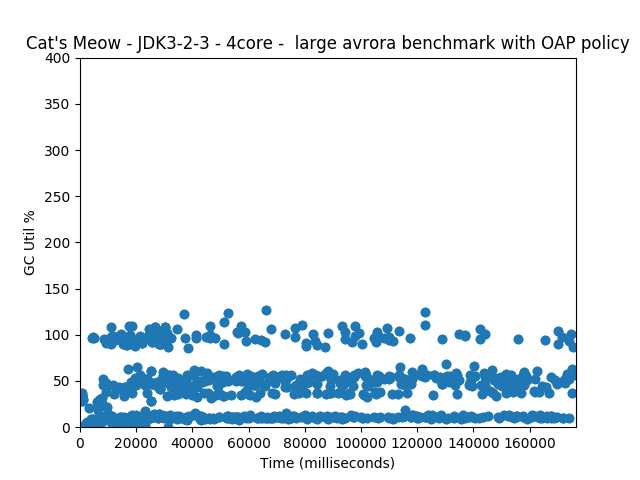 Cat's Meow - JDK3-2-3 - 4core -  large avrora benchmark with OAP policy
400
350
300
250
200
150
100
50
0
GC Util %
0 20000 40000 60000 80000 100000 120000 140000 160000
Time (milliseconds)